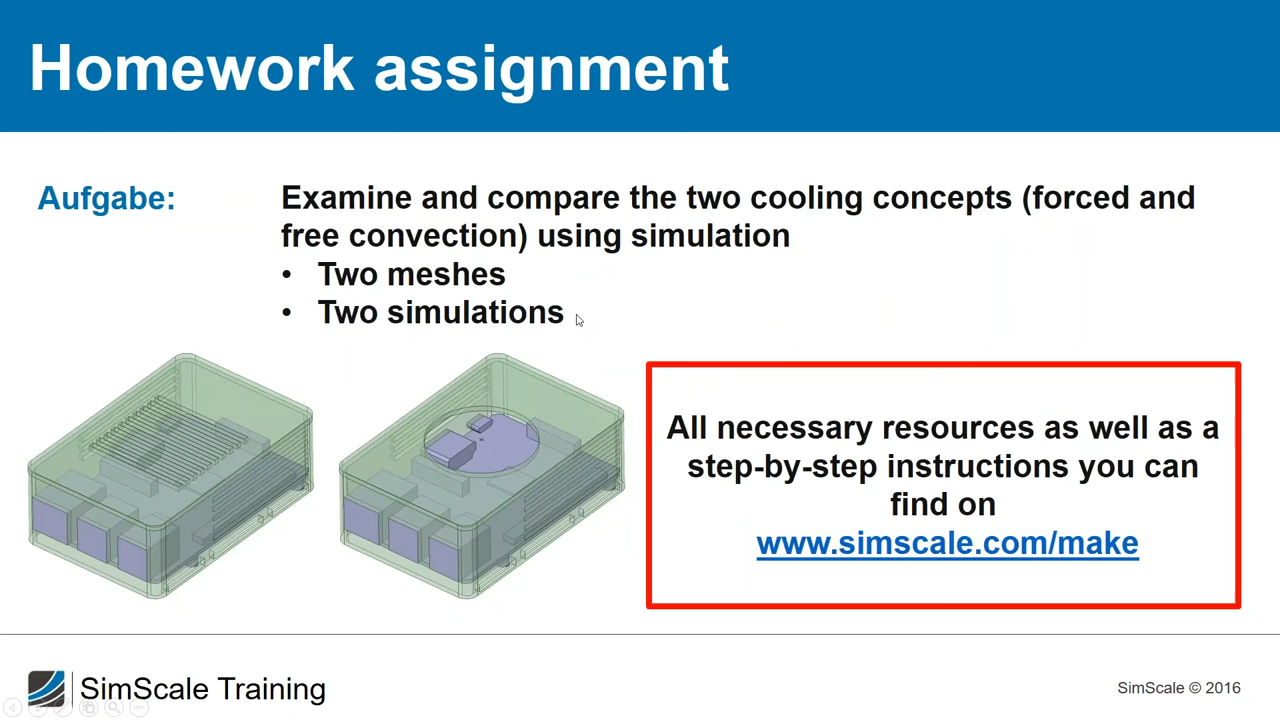 Homework assignment
Aufgabe:
Examine and compare the two cooling concepts (forced and
free convection) using simulation
• Two meshes
• Two simulations
All necessary resources as well as a
step-by-step instructions you can
find on
www.simscale.com/make
SimScale Training
SimScale © 2016